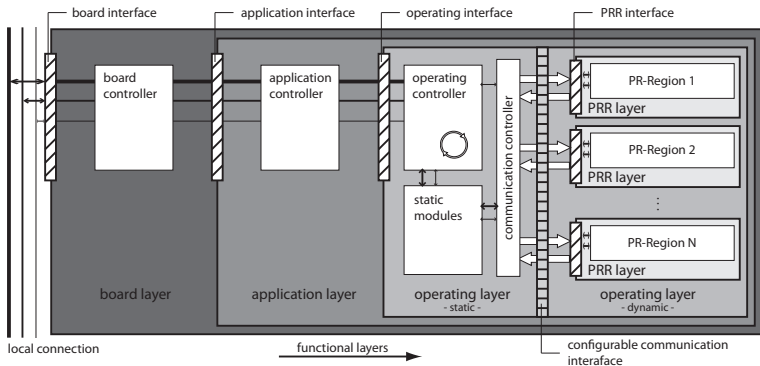 board interface
application interface
operating interface
PRR interface
board
controller
application
controller
operating
controller
communication controller
static
modules
PR-Region 1
PRR layer
PR-Region 2
PRR layer
PR-Region N
PRR layer
board layer
application layer
operating layer
- static -
operating layer
- dynamic -
local connection
functional layers
configurable communication
interaface